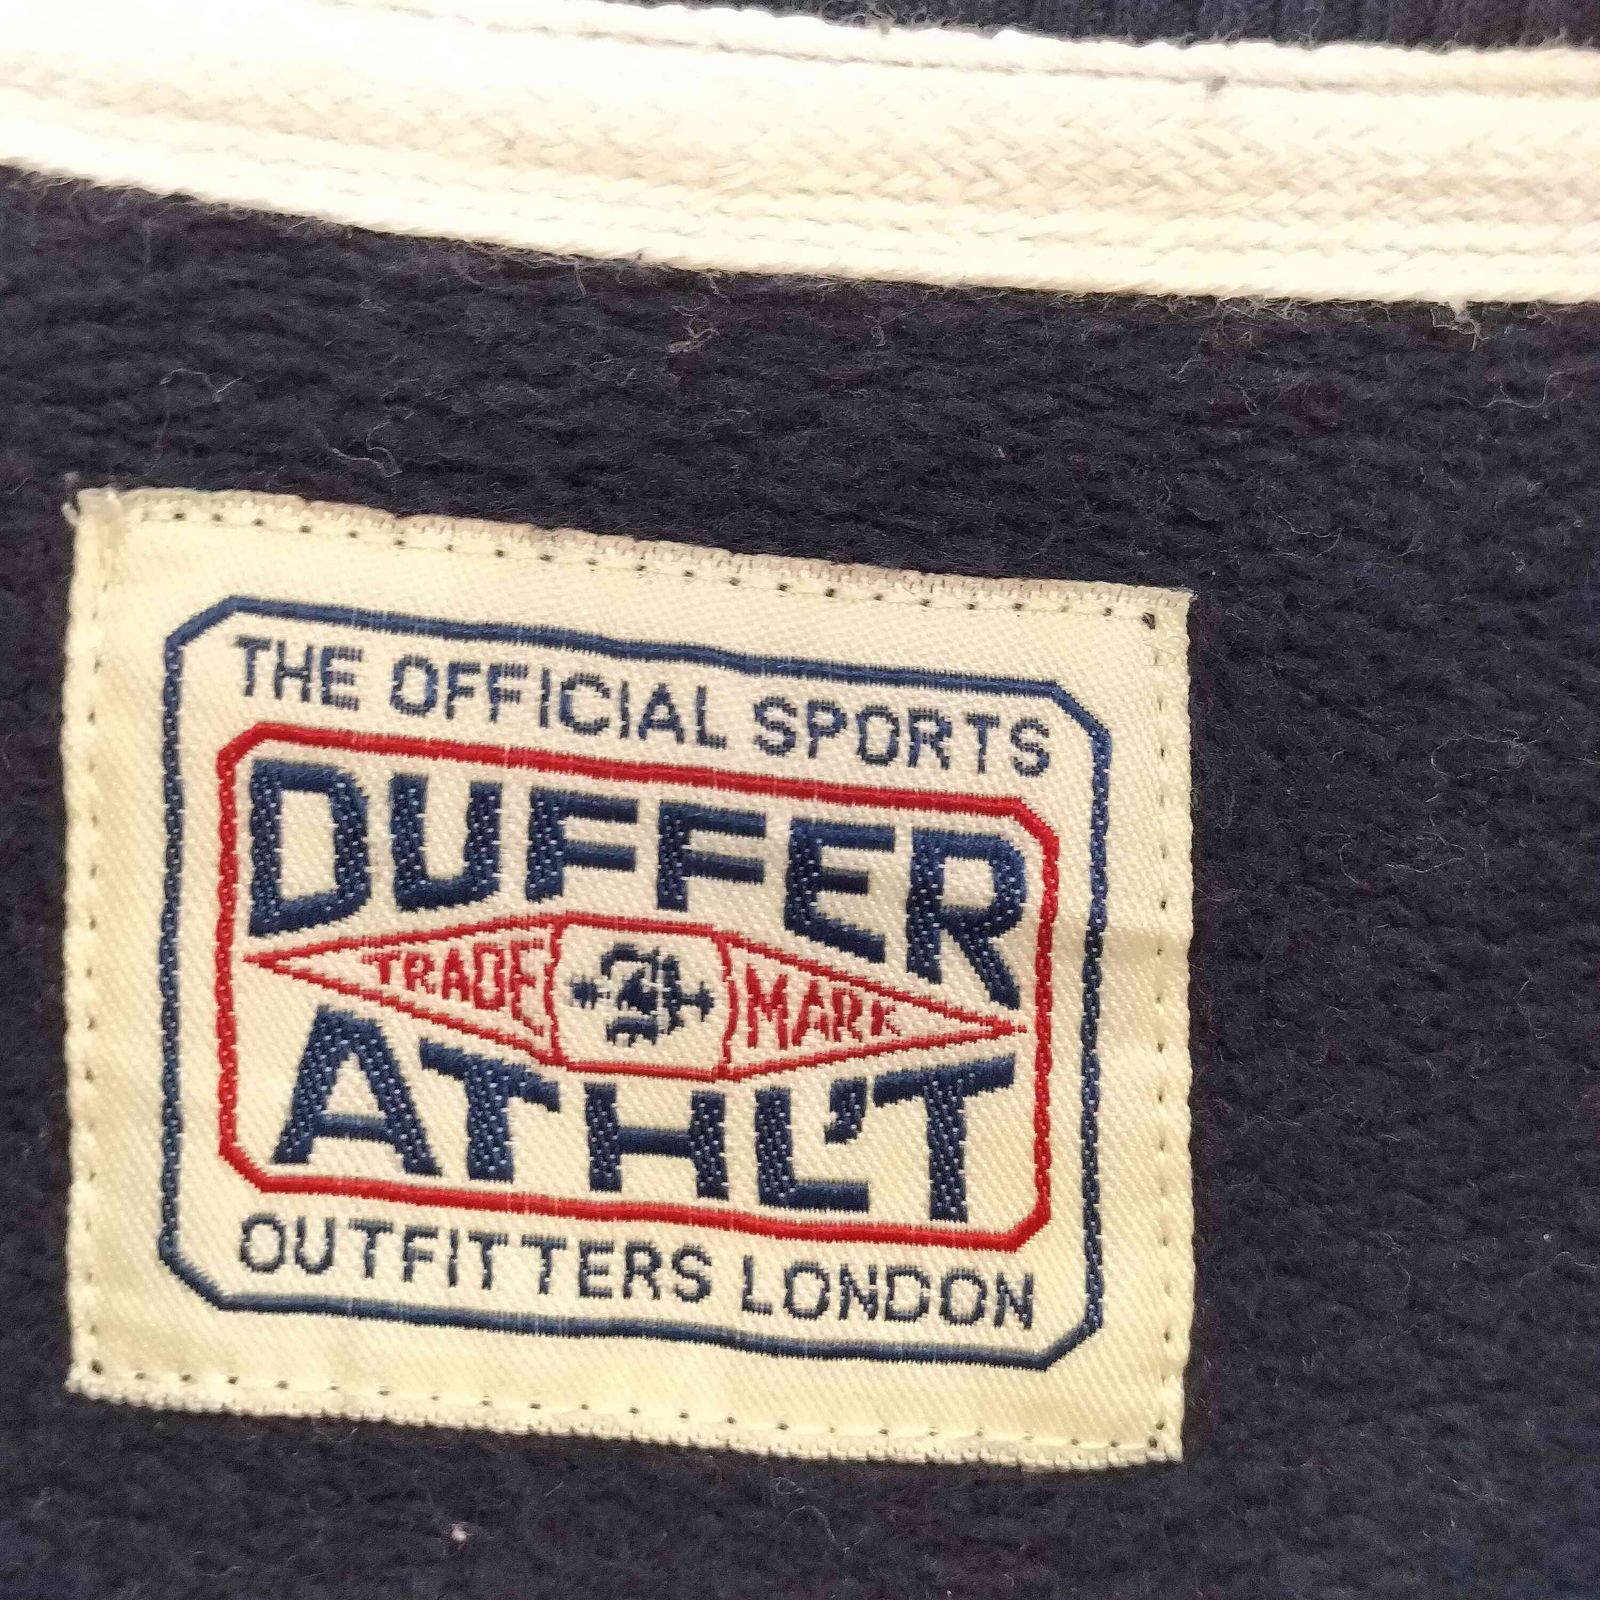 THE OFFICIAL SPORTS
DUFFER
TRADE MARK
ATHL'T
OUTFITTERS LONDON